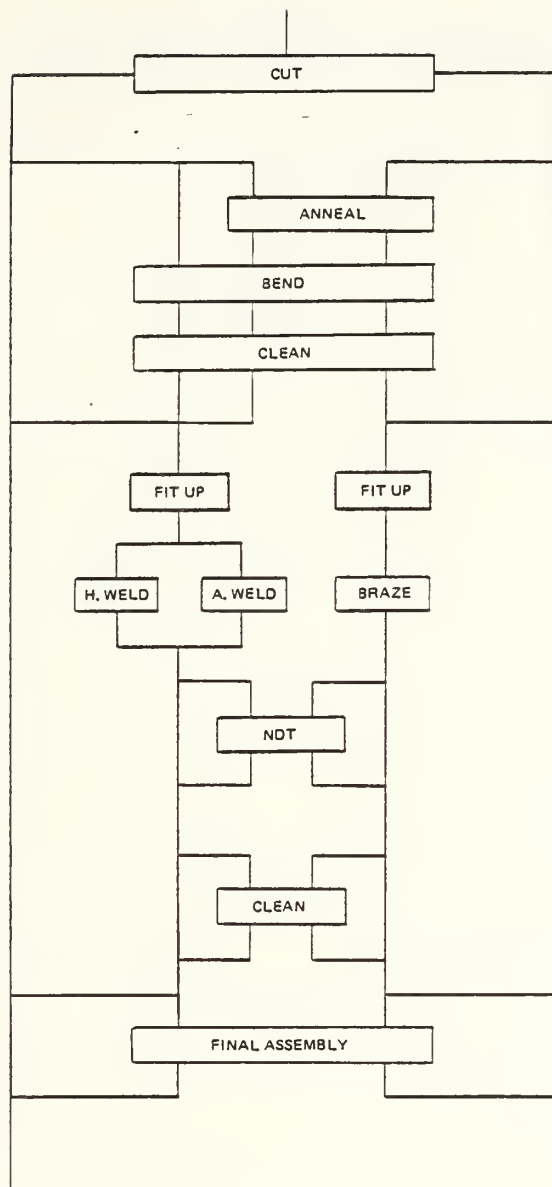 CUT
ANNEAL
BEND
CLEAN
FIT UP
FIT UP
H. WELD
A. WELD
BRAZE
NDT
CLEAN
FINAL ASSEMBLY